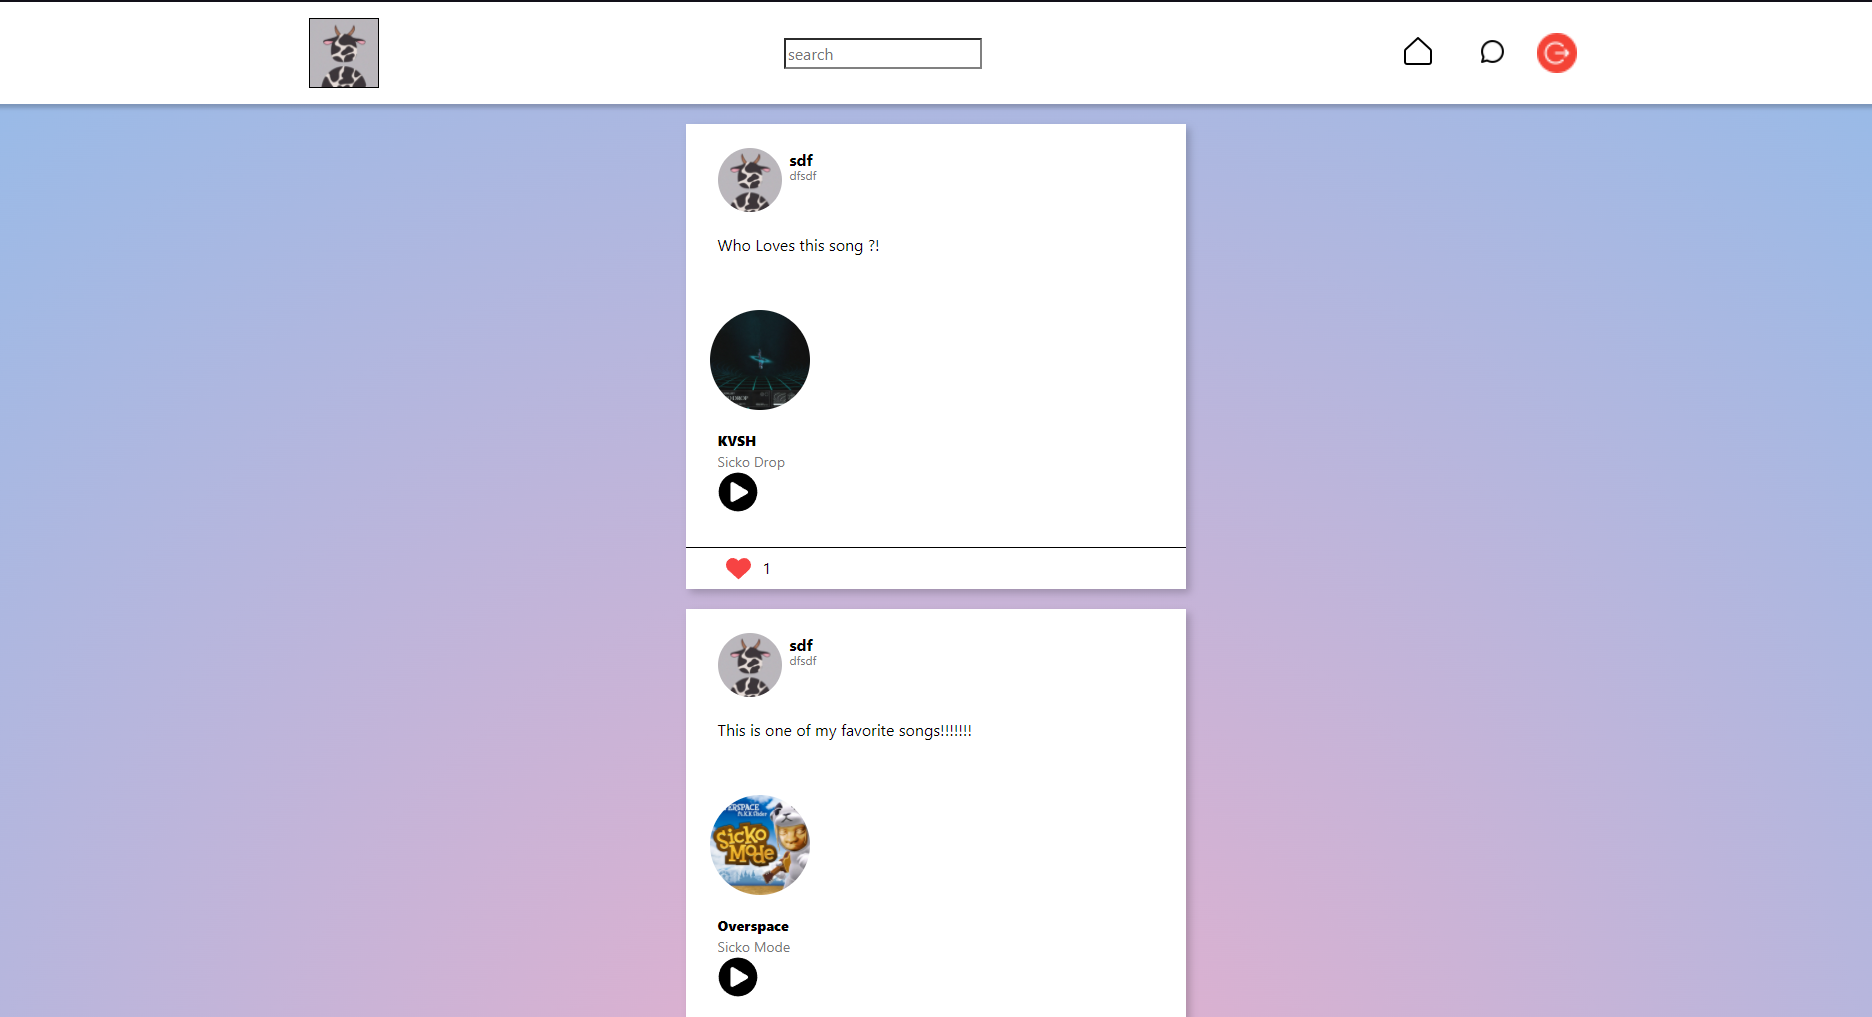 search
sdf
dfsdf
Who Loves this song ?!
KVSH
Sicko Drop
1
sdf
dfsdf
This is one of my favorite songs!!!!!!!
SICKO
MODE
Overspace
Sicko Mode